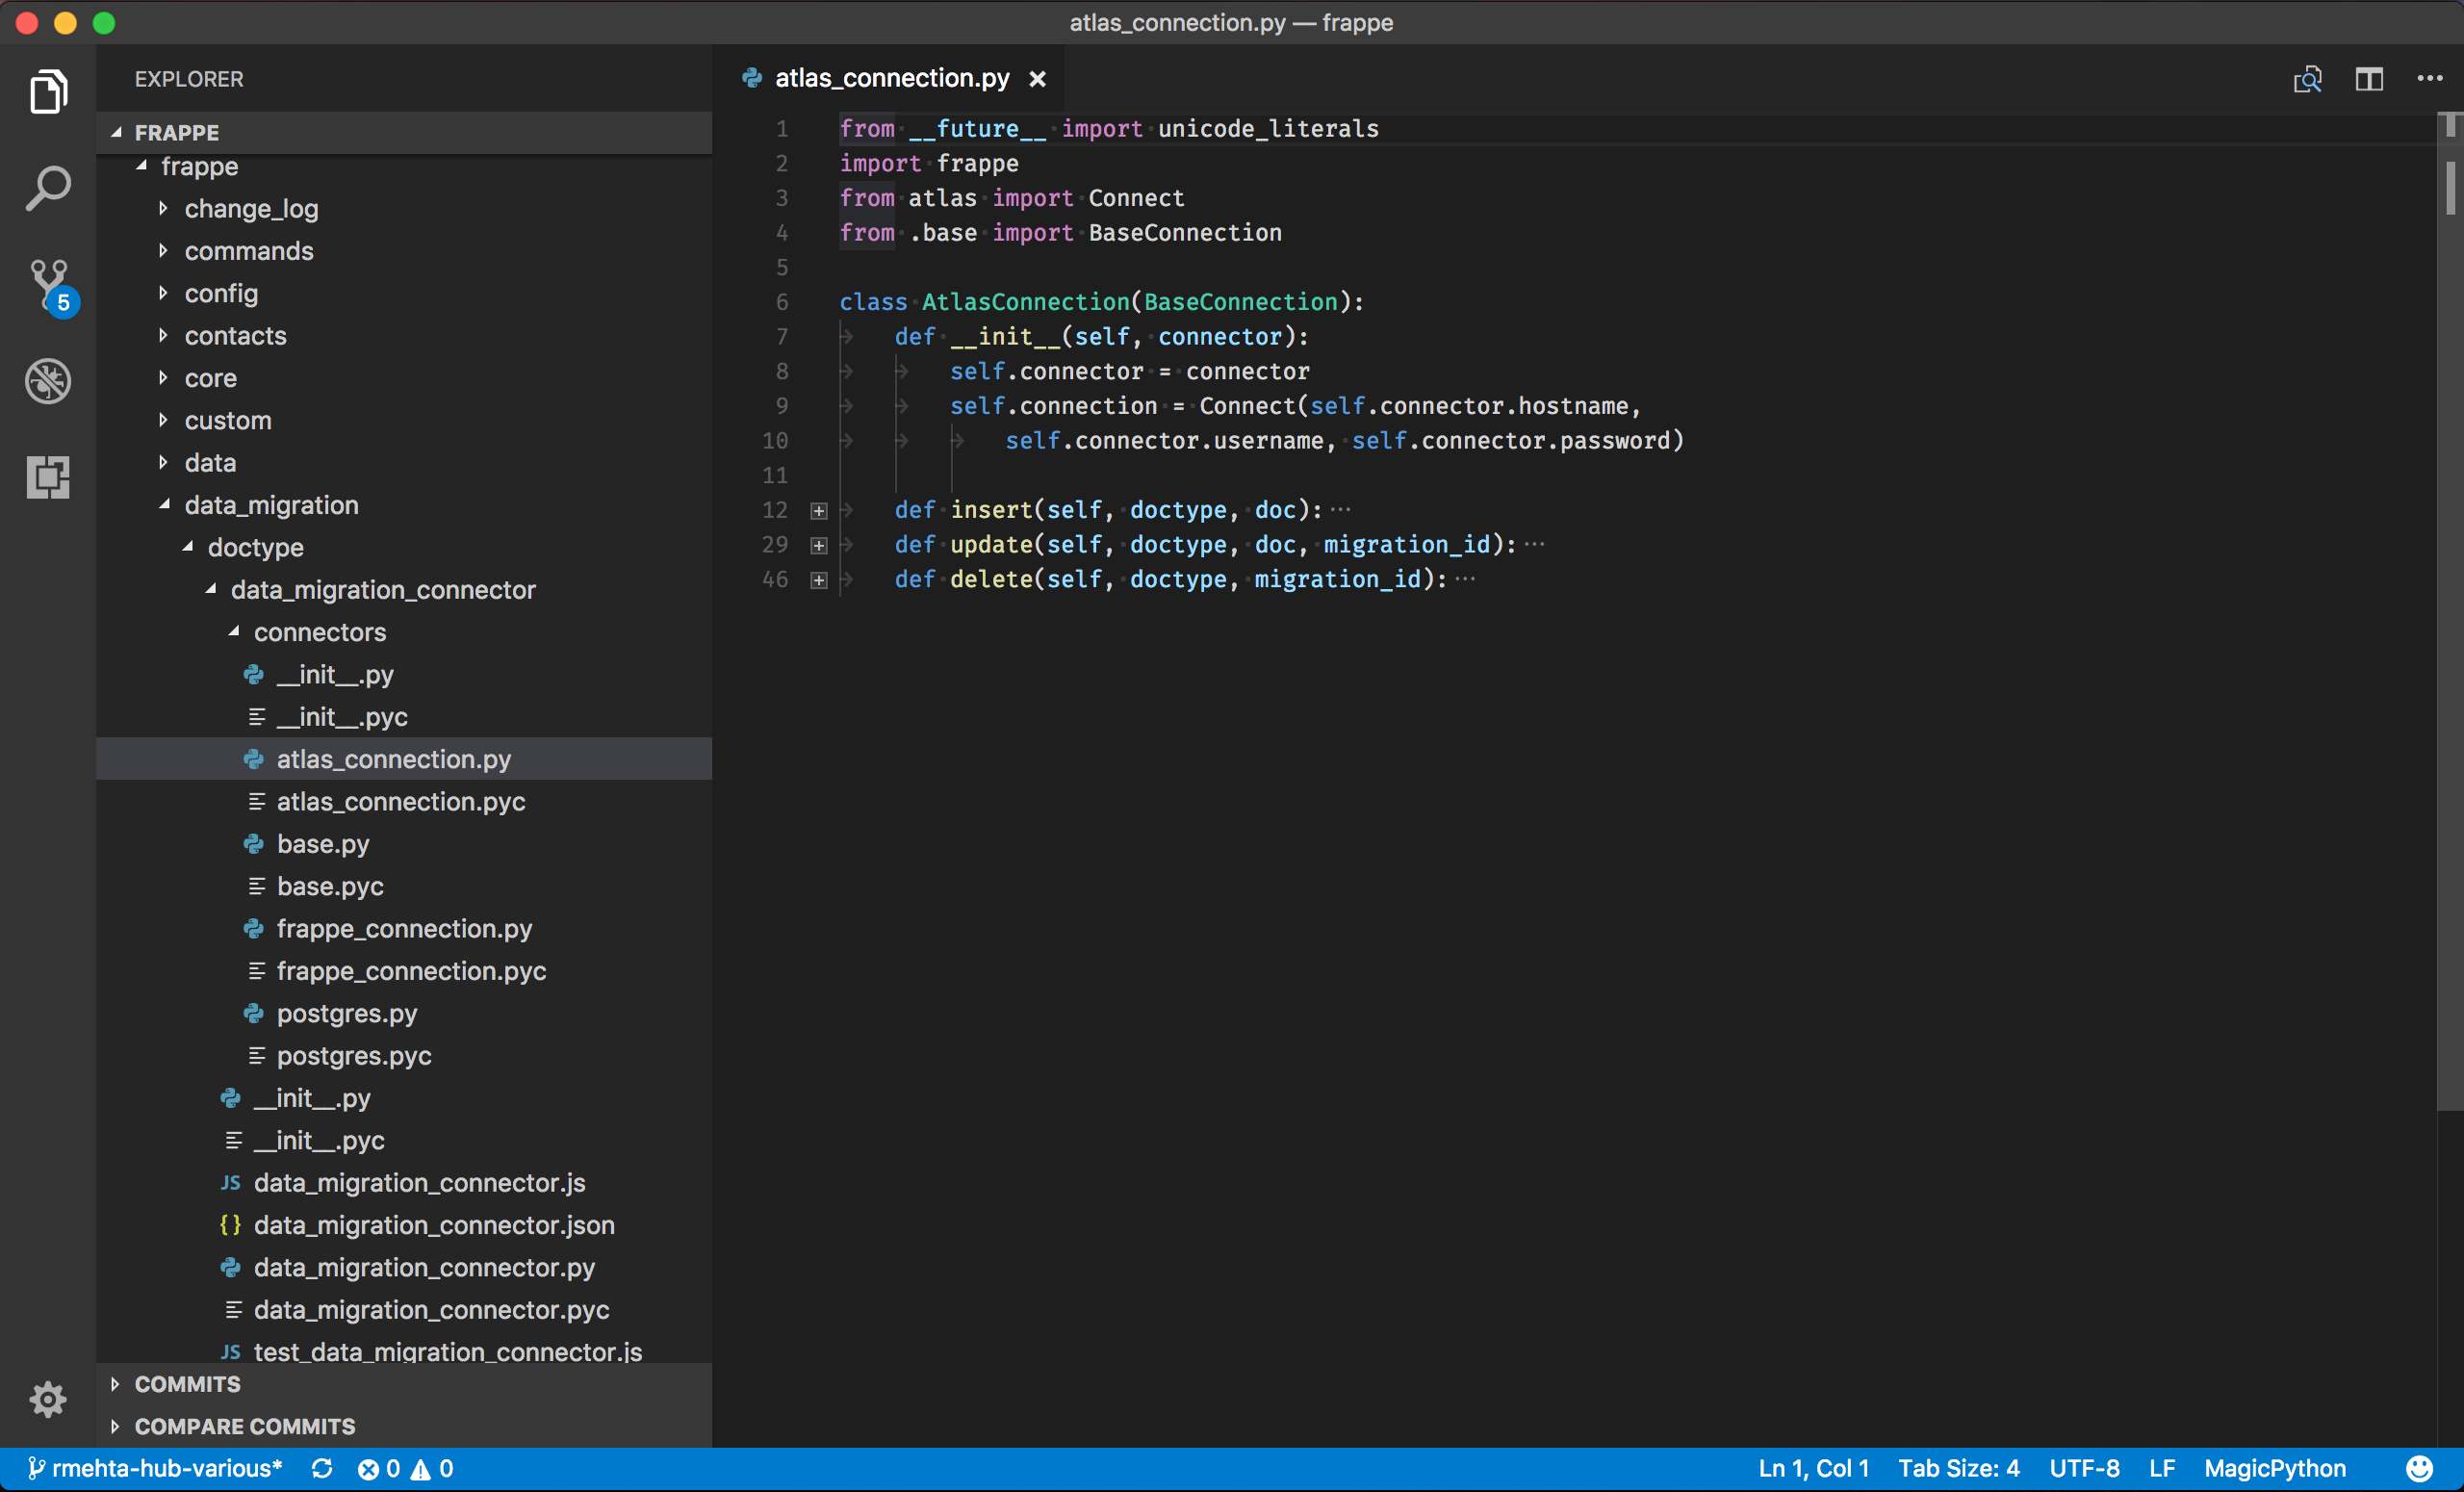 atlas_connection.py — frappe
EXPLORER
FRAPPE
frappe
change_log
commands
config
contacts
core
custom
data
data_migration
doctype
data_migration_connector
connectors
__init__.py
__init__.pyc
atlas_connection.py
atlas_connection.pyc
base.py
base.pyc
frappe_connection.py
frappe_connection.pyc
postgres.py
postgres.pyc
__init__.py
__init__.pyc
JS data_migration_connector.js
{} data_migration_connector.json
data_migration_connector.py
data_migration_connector.pyc
JS test_data_migration_connector.js
COMMITS
COMPARE COMMITS
5
atlas_connection.py
1 from __future__ import unicode_literals
2 import frappe
3 from atlas import Connect
4 from .base import BaseConnection
5
6 class AtlasConnection(BaseConnection):
7 def __init__(self, connector):
8 self.connector = connector
9 self.connection = Connect(self.connector.hostname,
10 self.connector.username, self.connector.password)
11
12 def insert(self, doctype, doc):···
29 def update(self, doctype, doc, migration_id):···
46 def delete(self, doctype, migration_id):···
rmehta-hub-various* 0 0 Ln 1, Col 1 Tab Size: 4 UTF-8 LF MagicPython